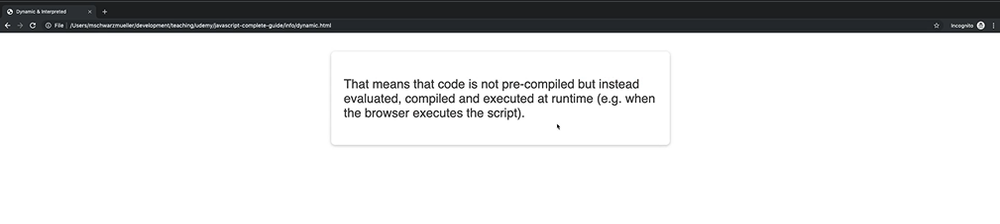 Dynamic & Interpreted
File | /Users/mschwarzmueller/development/teaching/udemy/javascript-complete-guide/info/dynamic.html
Incognito
That means that code is not pre-compiled but instead
evaluated, compiled and executed at runtime (e.g. when
the browser executes the script).